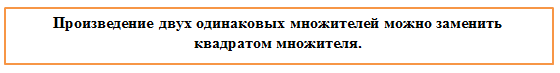 Произведение двух одинаковых множителей можно заменить
квадратом множителя.